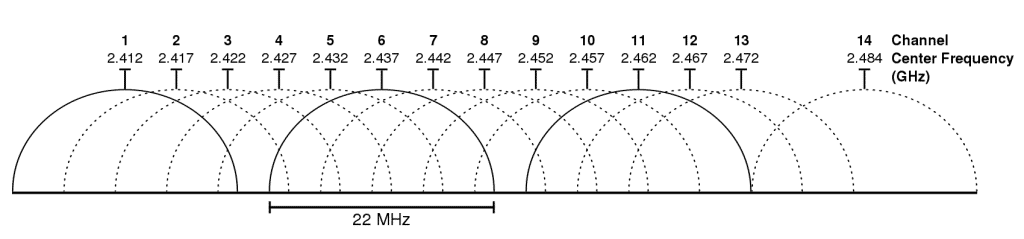 1 2 3 4 5 6 7 8 9 10 11 12 13 14 Channel
2.412 2.417 2.422 2.427 2.432 2.437 2.442 2.447 2.452 2.457 2.462 2.467 2.472 2.484 Center Frequency
(GHz)
22 MHz